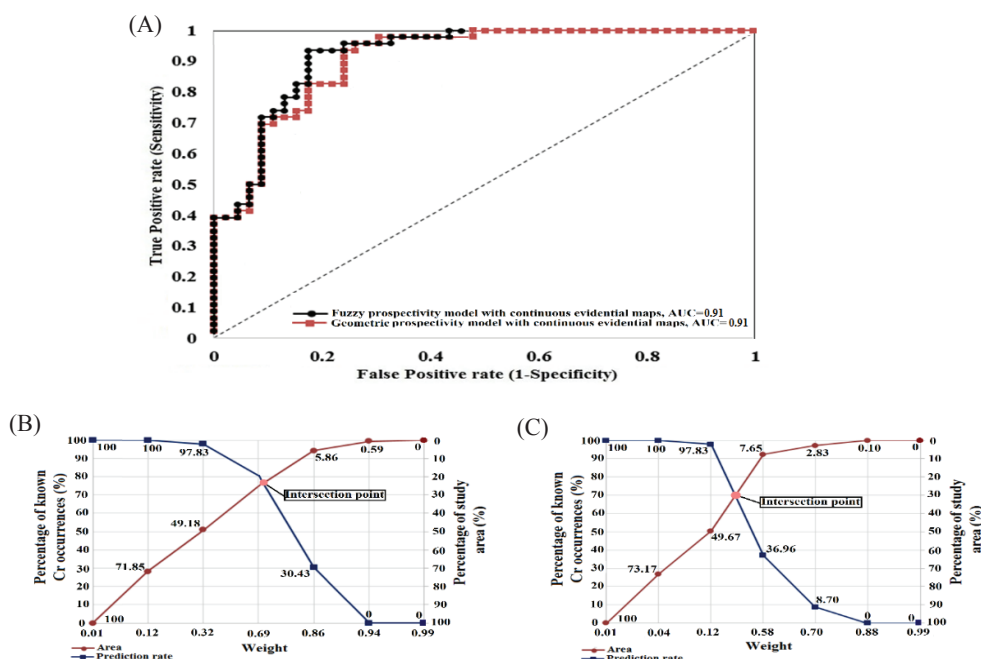 (A)
True Positive rate (Sensitivity)
1
0.9
0.8
0.7
0.6
0.5
0.4
0.3
0.2
0.1
0
Fuzzy prospectivity model with continuous evidential maps, AUC=0.91
Geometric prospectivity model with continuous evidential maps, AUC=0.91
0 0.2 0.4 0.6 0.8 1
False Positive rate (1-Specificity)
(B)
Percentage of known
Cr occurrences (%)
100
90
80
70
60
50
40
30
20
10
0
100 100 97.83 30.43 0 0
100 71.85 49.18 5.86 0.59 0
Intersection point
0
10
20
30
40
50
60
70
80
90
100
Percentage of study
area (%)
0.01 0.12 0.32 0.69 0.86 0.94 0.99
Weight
Area
Prediction rate
(C)
Percentage of known
Cr occurrences (%)
100
90
80
70
60
50
40
30
20
10
0
100 100 97.83 36.96 8.70 0 0
100 73.17 49.67 7.65 2.83 0.10 0
Intersection point
0
10
20
30
40
50
60
70
80
90
100
Percentage of study
area (%)
0.01 0.04 0.12 0.58 0.70 0.88 0.99
Weight
Area
Prediction rate